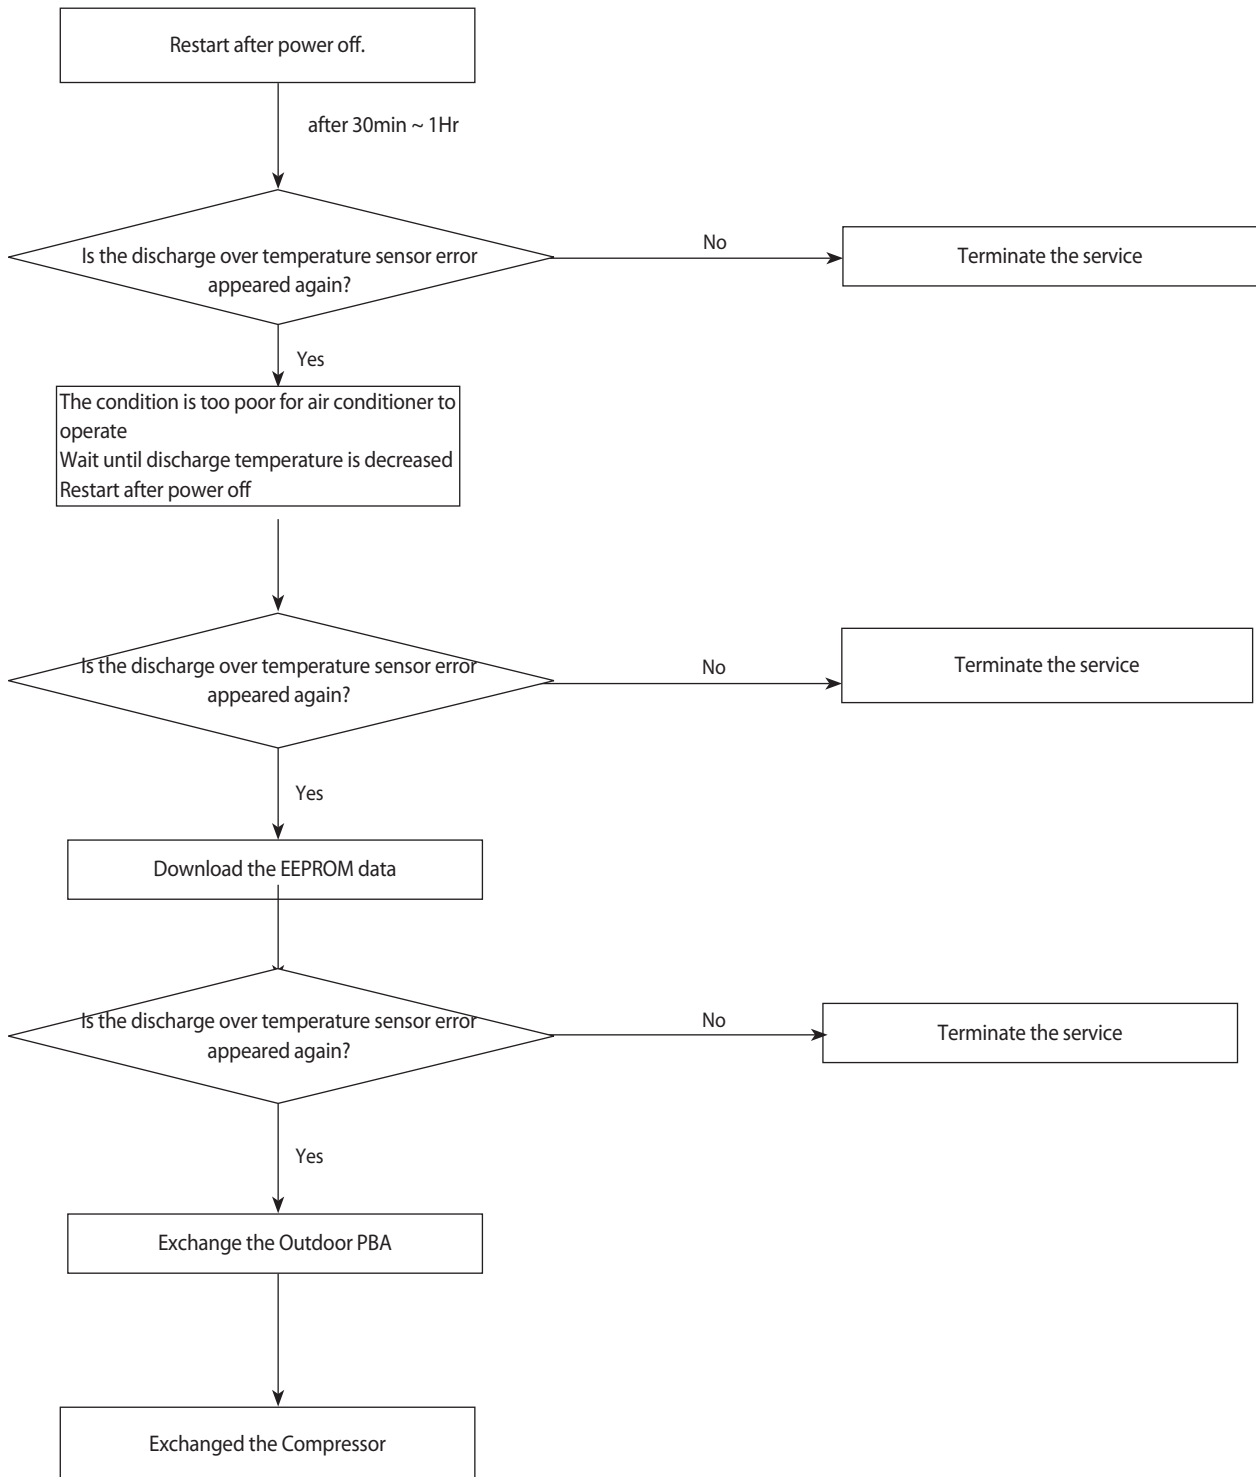 Restart after power off.
after 30min ~ 1Hr
Is the discharge over temperature sensor error
appeared again?
No
Terminate the service
Yes
The condition is too poor for air conditioner to
operate
Wait until discharge temperature is decreased
Restart after power off
Is the discharge over temperature sensor error
appeared again?
No
Terminate the service
Yes
Download the EEPROM data
Is the discharge over temperature sensor error
appeared again?
No
Terminate the service
Yes
Exchange the Outdoor PBA
Exchanged the Compressor